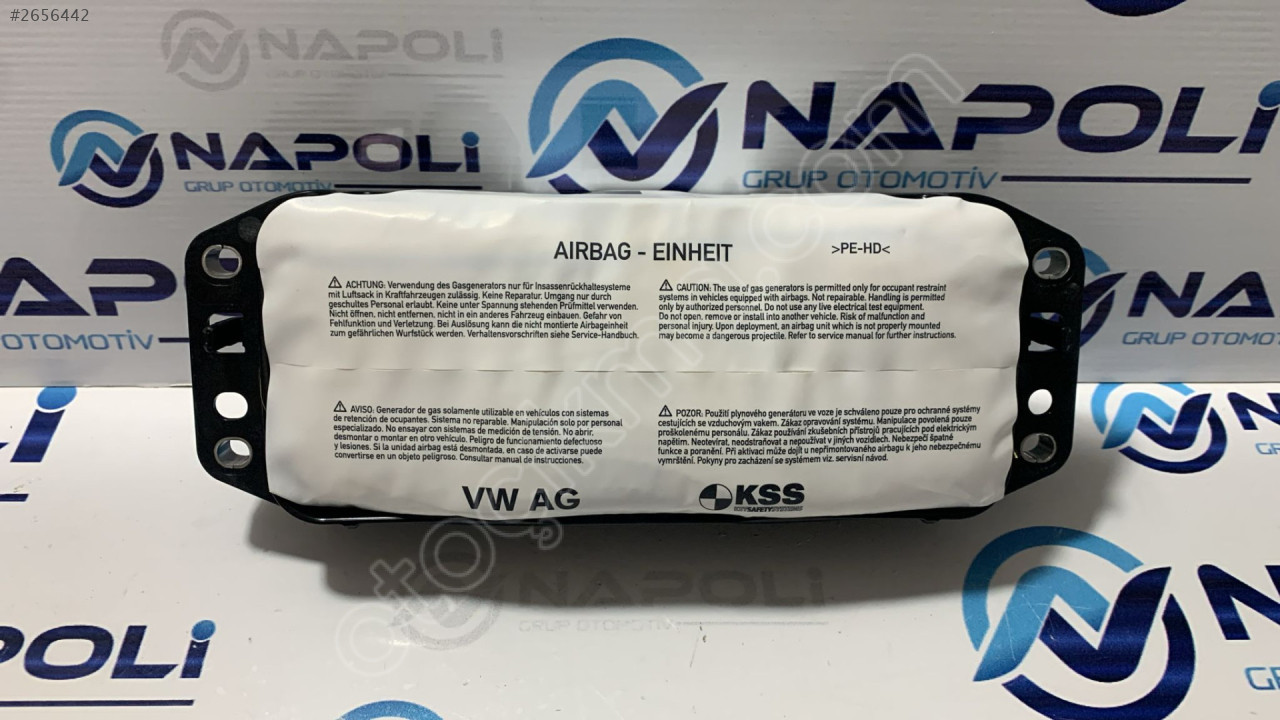 #2656442
NAPOLİ
GRUP OTOMOTİV
NAPOLİ
GRUP OTOMOTİV
NAPOLİ
GRUP OTOMOTİV
AIRBAG - EINHEIT
>PE-HD<
⚠ ACHTUNG: Verwendung des Gasgenerators nur für Insassenrückhaltesysteme
mit Luftsack in Kraftfahrzeugen zulässig. Keine Reparatur. Umgang nur durch
geschultes Personal erlaubt. Keine unter Spannung stehenden Prüfmittel verwenden.
Nicht öffnen, nicht entfernen, nicht in ein anderes Fahrzeug einbauen. Gefahr von
Fehlfunktion und Verletzung. Bei Auslösung kann die nicht montierte Airbageinheit
zum gefährlichen Wurfstück werden. Verhaltensvorschriften siehe Service-Handbuch.
⚠ CAUTION: The use of gas generators is permitted only for occupant restraint
systems in vehicles equipped with airbags. Not repairable. Handling is permitted
only by authorized personnel. Do not use any live electrical test equipment.
Do not open, remove or install into another vehicle. Risk of malfunction and
personal injury. Upon deployment, an airbag unit which is not properly mounted
may become a dangerous projectile. Refer to service manual for further instructions.
⚠ AVISO: Generador de gas solamente utilizable en vehículos con sistemas
de retención de ocupantes. Sistema no reparable. Manipulación solo por personal
especializado. No ensayar con sistemas de medición de tensión. No abrir,
desmontar o montar en otro vehículo. Peligro de funcionamiento defectuoso
y lesiones. Si la unidad airbag está desmontada, en caso de activarse puede
convertirse en un objeto peligroso. Consultar manual de instrucciones.
⚠ POZOR: Použití plynového generátoru ve voze je schváleno pouze pro ochranné systémy
cestujících se vzduchovým vakem. Zákaz opravování systému. Manipulace povolená pouze
proškolenému personálu. Zákaz používání zkušebních přístrojů pracujících pod elektrickým
napětím. Neotevírat, neodstraňovat a nepoužívat v jiných vozidlech. Nebezpečí špatné
funkce a poranění. Při aktivaci může dojít u nepřimontovaného airbagu k jeho nebezpečnému
vymrštění. Pokyny pro zacházení se systémem viz. servisní návod.
VW AG
KSS
KEY SAFETY SYSTEMS
GRUP OTOMOTİV
GRUP OTOMOTİV
NAPOLİ
GRUP OTOMOTİV